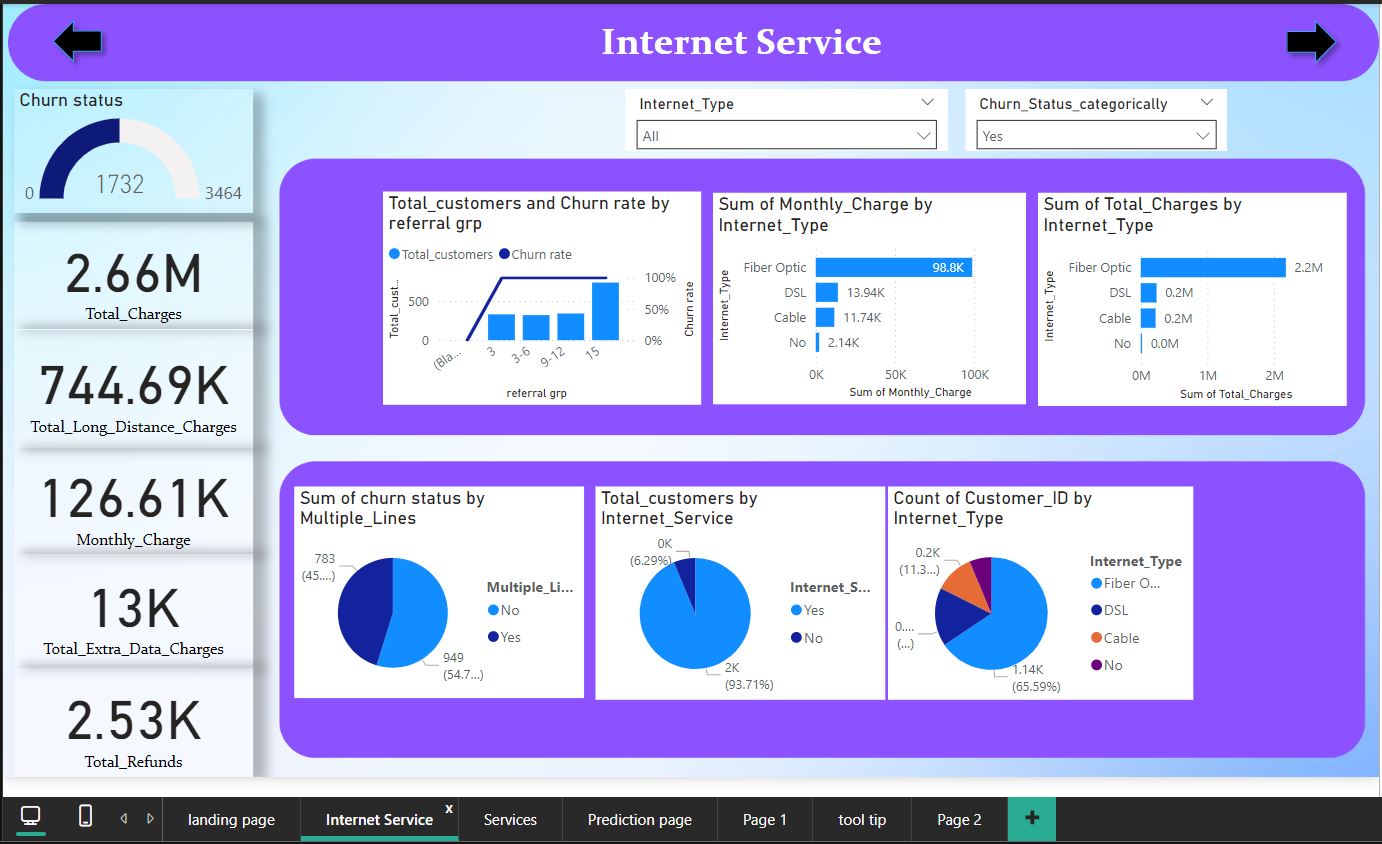 Internet Service
Churn status
0
1732
3464
2.66M
Total_Charges
744.69K
Total_Long_Distance_Charges
126.61K
Monthly_Charge
13K
Total_Extra_Data_Charges
2.53K
Total_Refunds
Internet_Type
All
Churn_Status_categorically
Yes
Total_customers and Churn rate by
referral grp
Total_customers
Churn rate
Total_cust...
500
0
100%
50%
0%
Churn rate
(Bla...
3
3-6
9-12
15
referral grp
Sum of Monthly_Charge by
Internet_Type
Internet_Type
Fiber Optic
98.8K
DSL
13.94K
Cable
11.74K
No
2.14K
0K
50K
100K
Sum of Monthly_Charge
Sum of Total_Charges by
Internet_Type
Internet_Type
Fiber Optic
2.2M
DSL
0.2M
Cable
0.2M
No
0.0M
0M
1M
2M
Sum of Total_Charges
Sum of churn status by
Multiple_Lines
783
(45....)
949
(54.7...)
Multiple_Li...
No
Yes
Total_customers by
Internet_Service
0K
(6.29%)
2K
(93.71%)
Internet_S...
Yes
No
Count of Customer_ID by
Internet_Type
0.2K
(11.3...)
0....
(...)
1.14K
(65.59%)
Internet_Type
Fiber O...
DSL
Cable
No
landing page
Internet Service
x
Services
Prediction page
Page 1
tool tip
Page 2
+